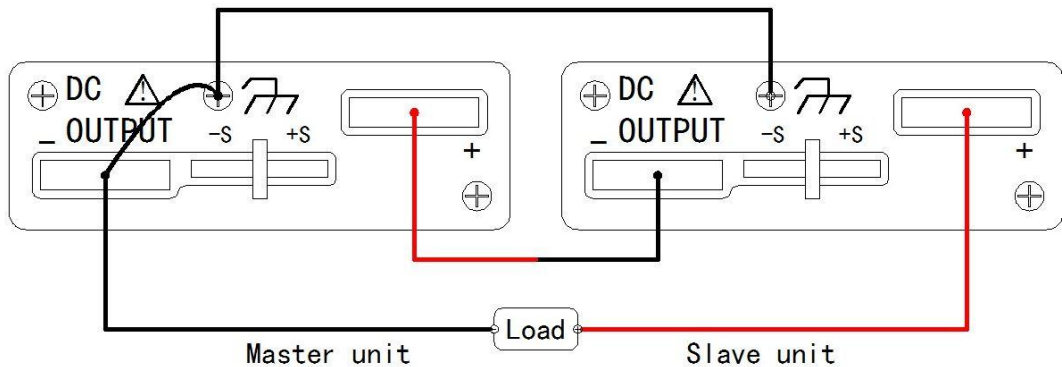 DC
_ OUTPUT
-S +S
+
DC
_ OUTPUT
-S +S
+
Load
Master unit
Slave unit